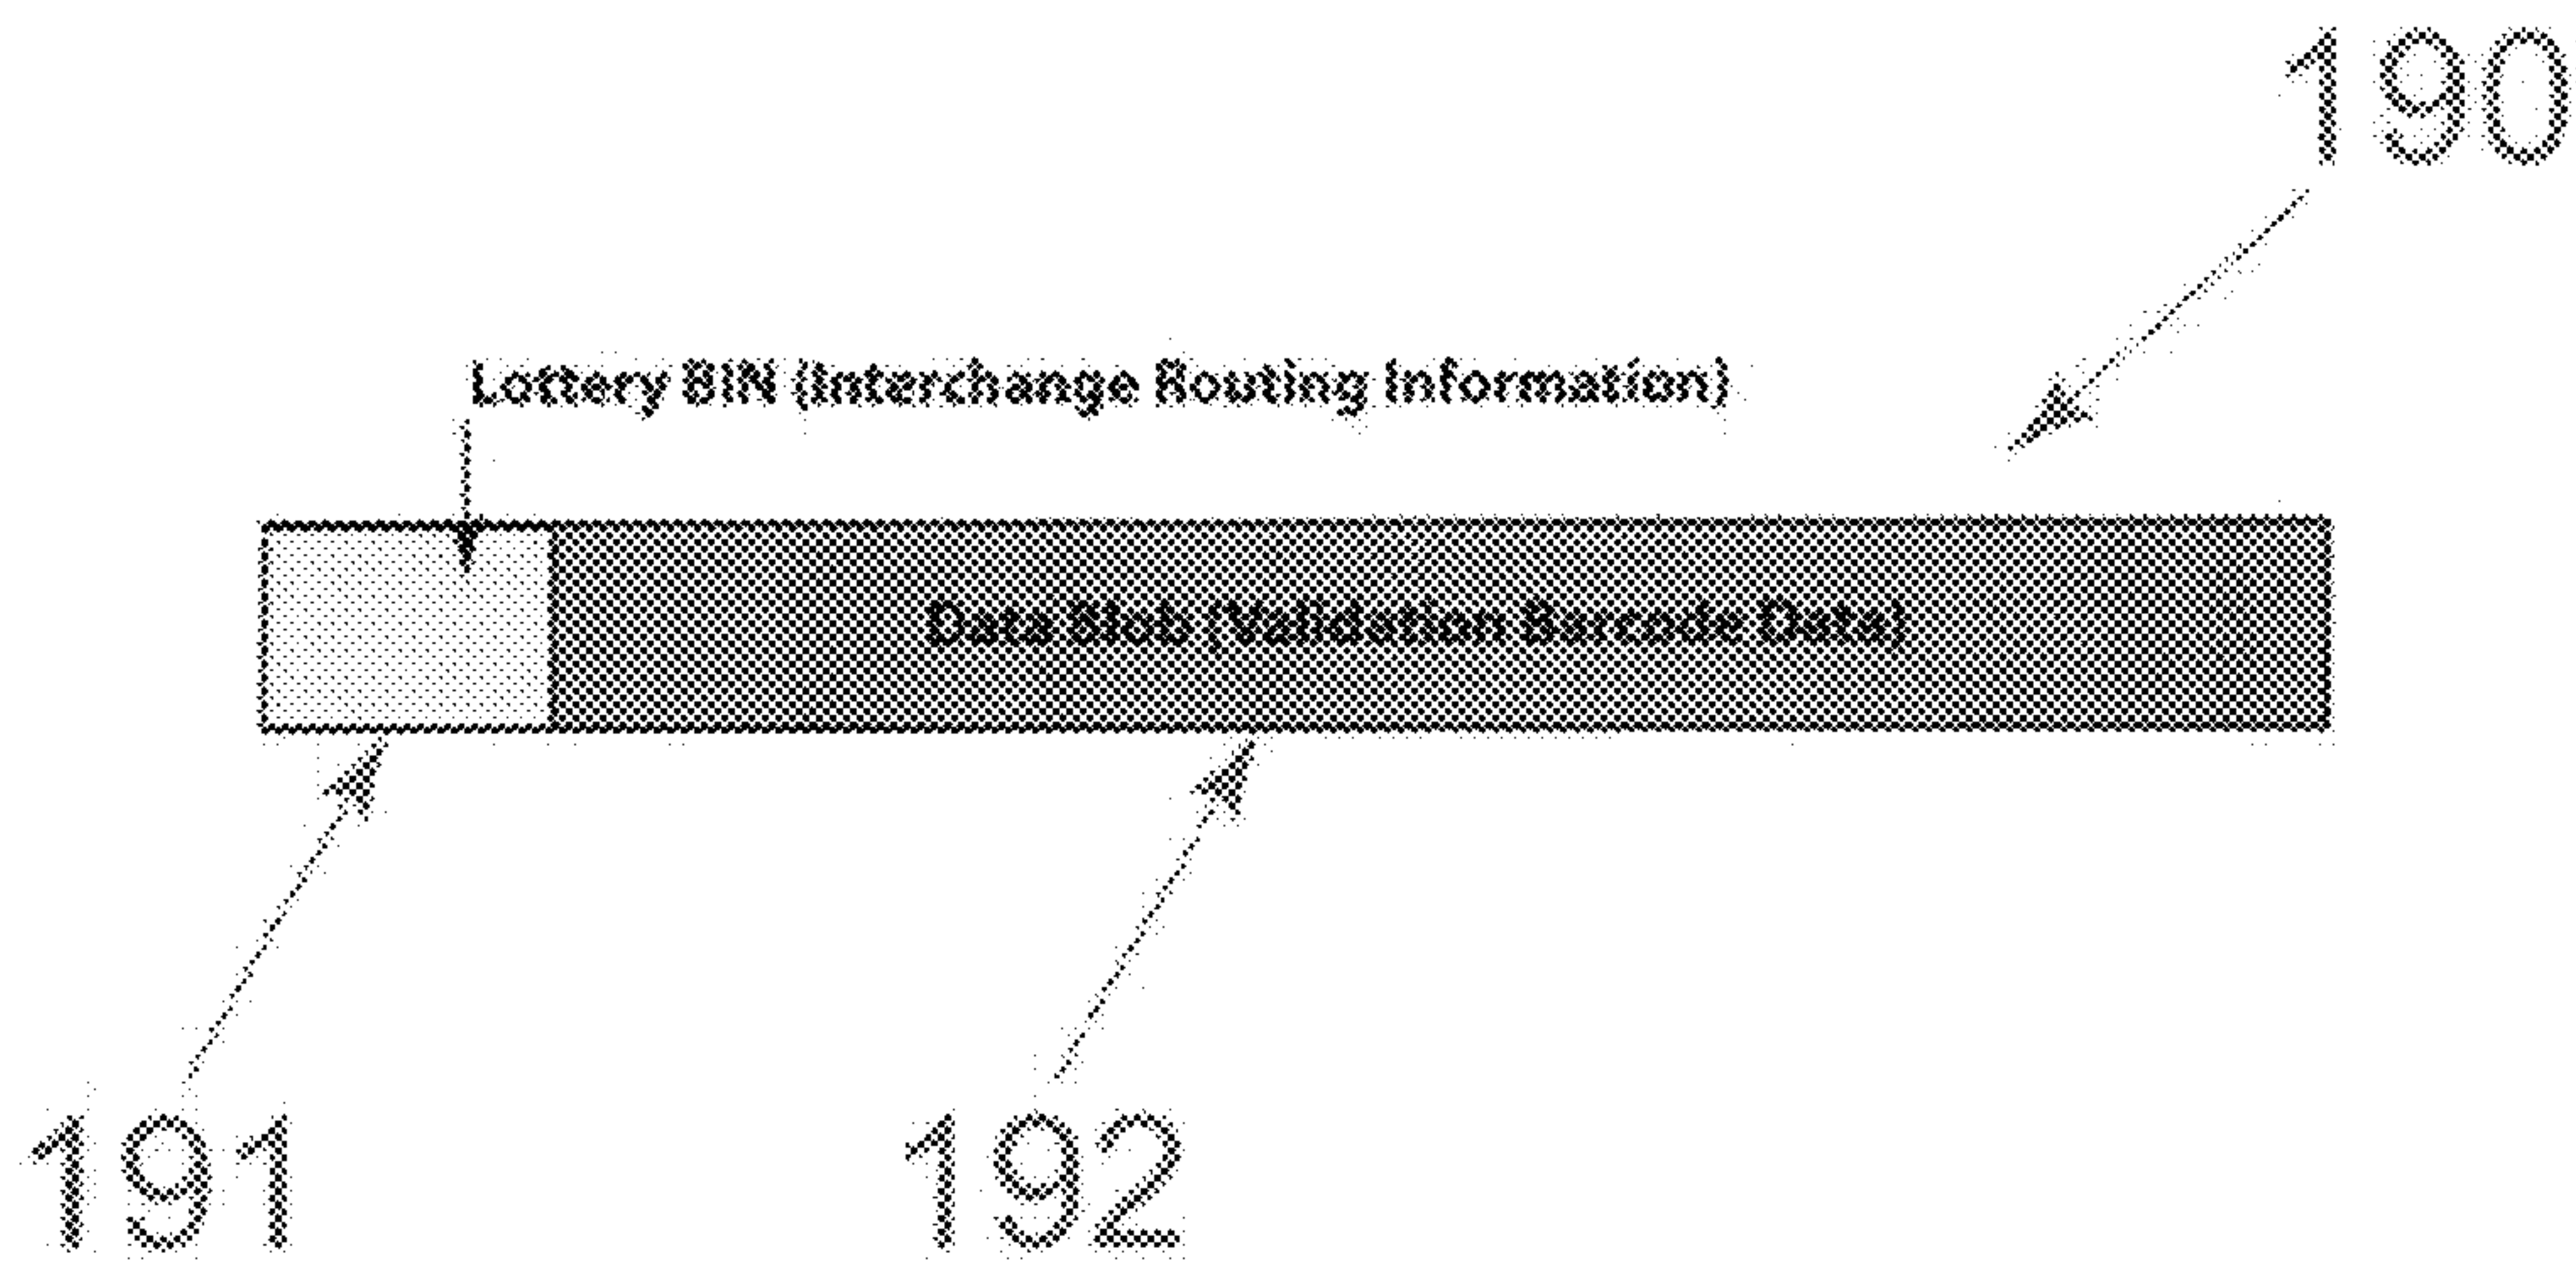 190
Lottery BIN (Interchange Routing Information)
Data Blob (Validation Barcode Data)
191
192